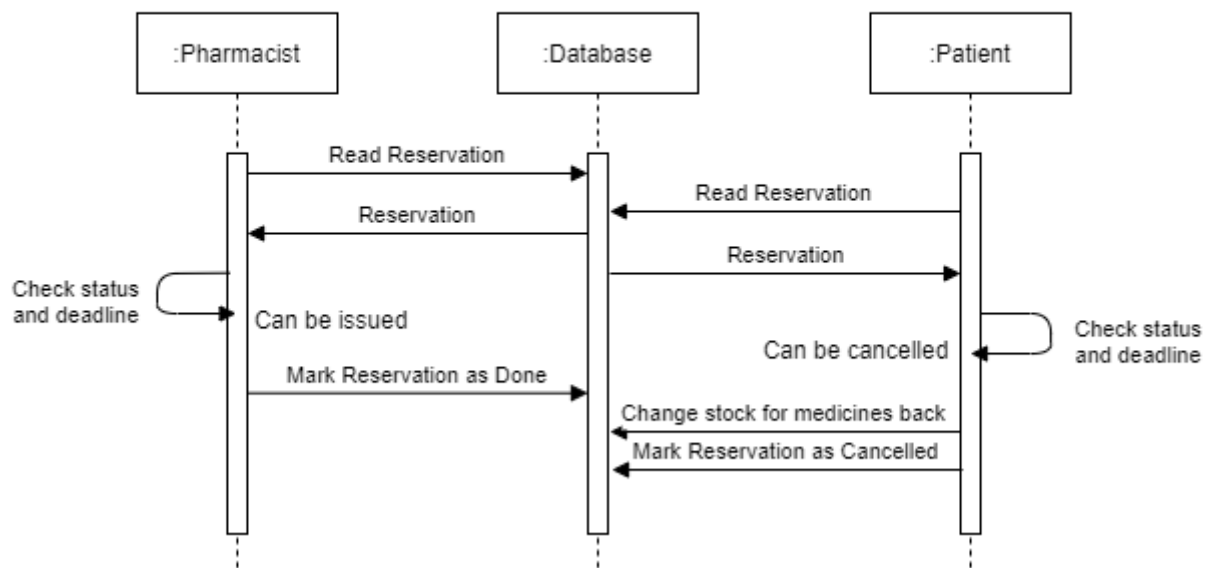 :Pharmacist
:Database
:Patient
Read Reservation
Read Reservation
Reservation
Reservation
Check status
and deadline
Can be issued
Can be cancelled
Check status
and deadline
Mark Reservation as Done
Change stock for medicines back
Mark Reservation as Cancelled